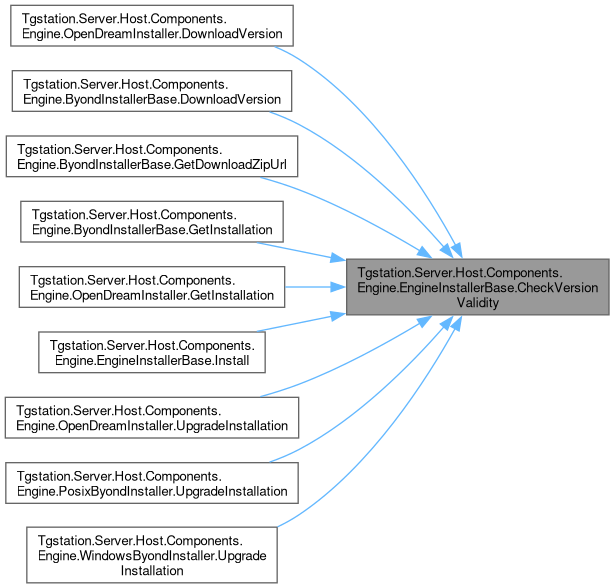 Tgstation.Server.Host.Components.
Engine.OpenDreamInstaller.DownloadVersion
Tgstation.Server.Host.Components.
Engine.ByondInstallerBase.DownloadVersion
Tgstation.Server.Host.Components.
Engine.ByondInstallerBase.GetDownloadZipUrl
Tgstation.Server.Host.Components.
Engine.ByondInstallerBase.GetInstallation
Tgstation.Server.Host.Components.
Engine.OpenDreamInstaller.GetInstallation
Tgstation.Server.Host.Components.
Engine.EngineInstallerBase.Install
Tgstation.Server.Host.Components.
Engine.OpenDreamInstaller.UpgradeInstallation
Tgstation.Server.Host.Components.
Engine.PosixByondInstaller.UpgradeInstallation
Tgstation.Server.Host.Components.
Engine.WindowsByondInstaller.Upgrade
Installation
Tgstation.Server.Host.Components.
Engine.EngineInstallerBase.CheckVersion
Validity